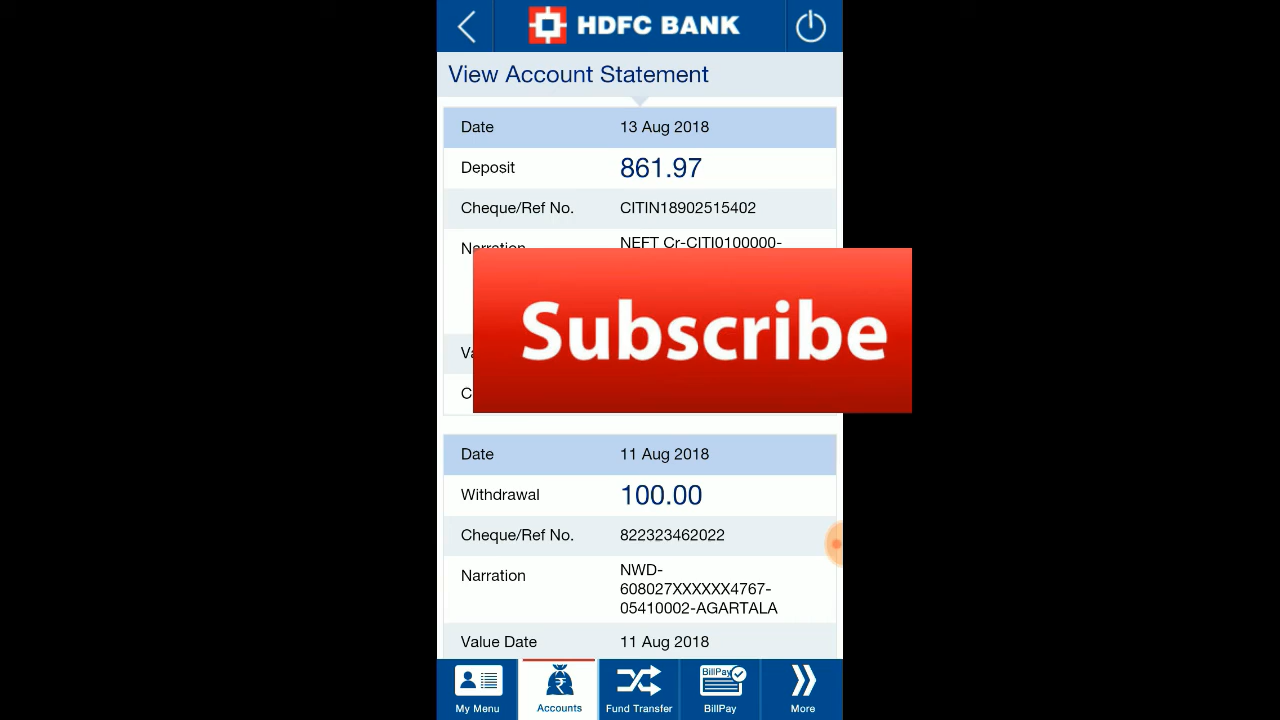 HDFC BANK
View Account Statement
Date 13 Aug 2018
Deposit 861.97
Cheque/Ref No. CITIN18902515402
Narration NEFT Cr-CITI0100000-
Subscribe
Date 11 Aug 2018
Withdrawal 100.00
Cheque/Ref No. 822323462022
Narration NWD-
608027XXXXXX4767-
05410002-AGARTALA
Value Date 11 Aug 2018
BillPay
My Menu Accounts Fund Transfer BillPay More